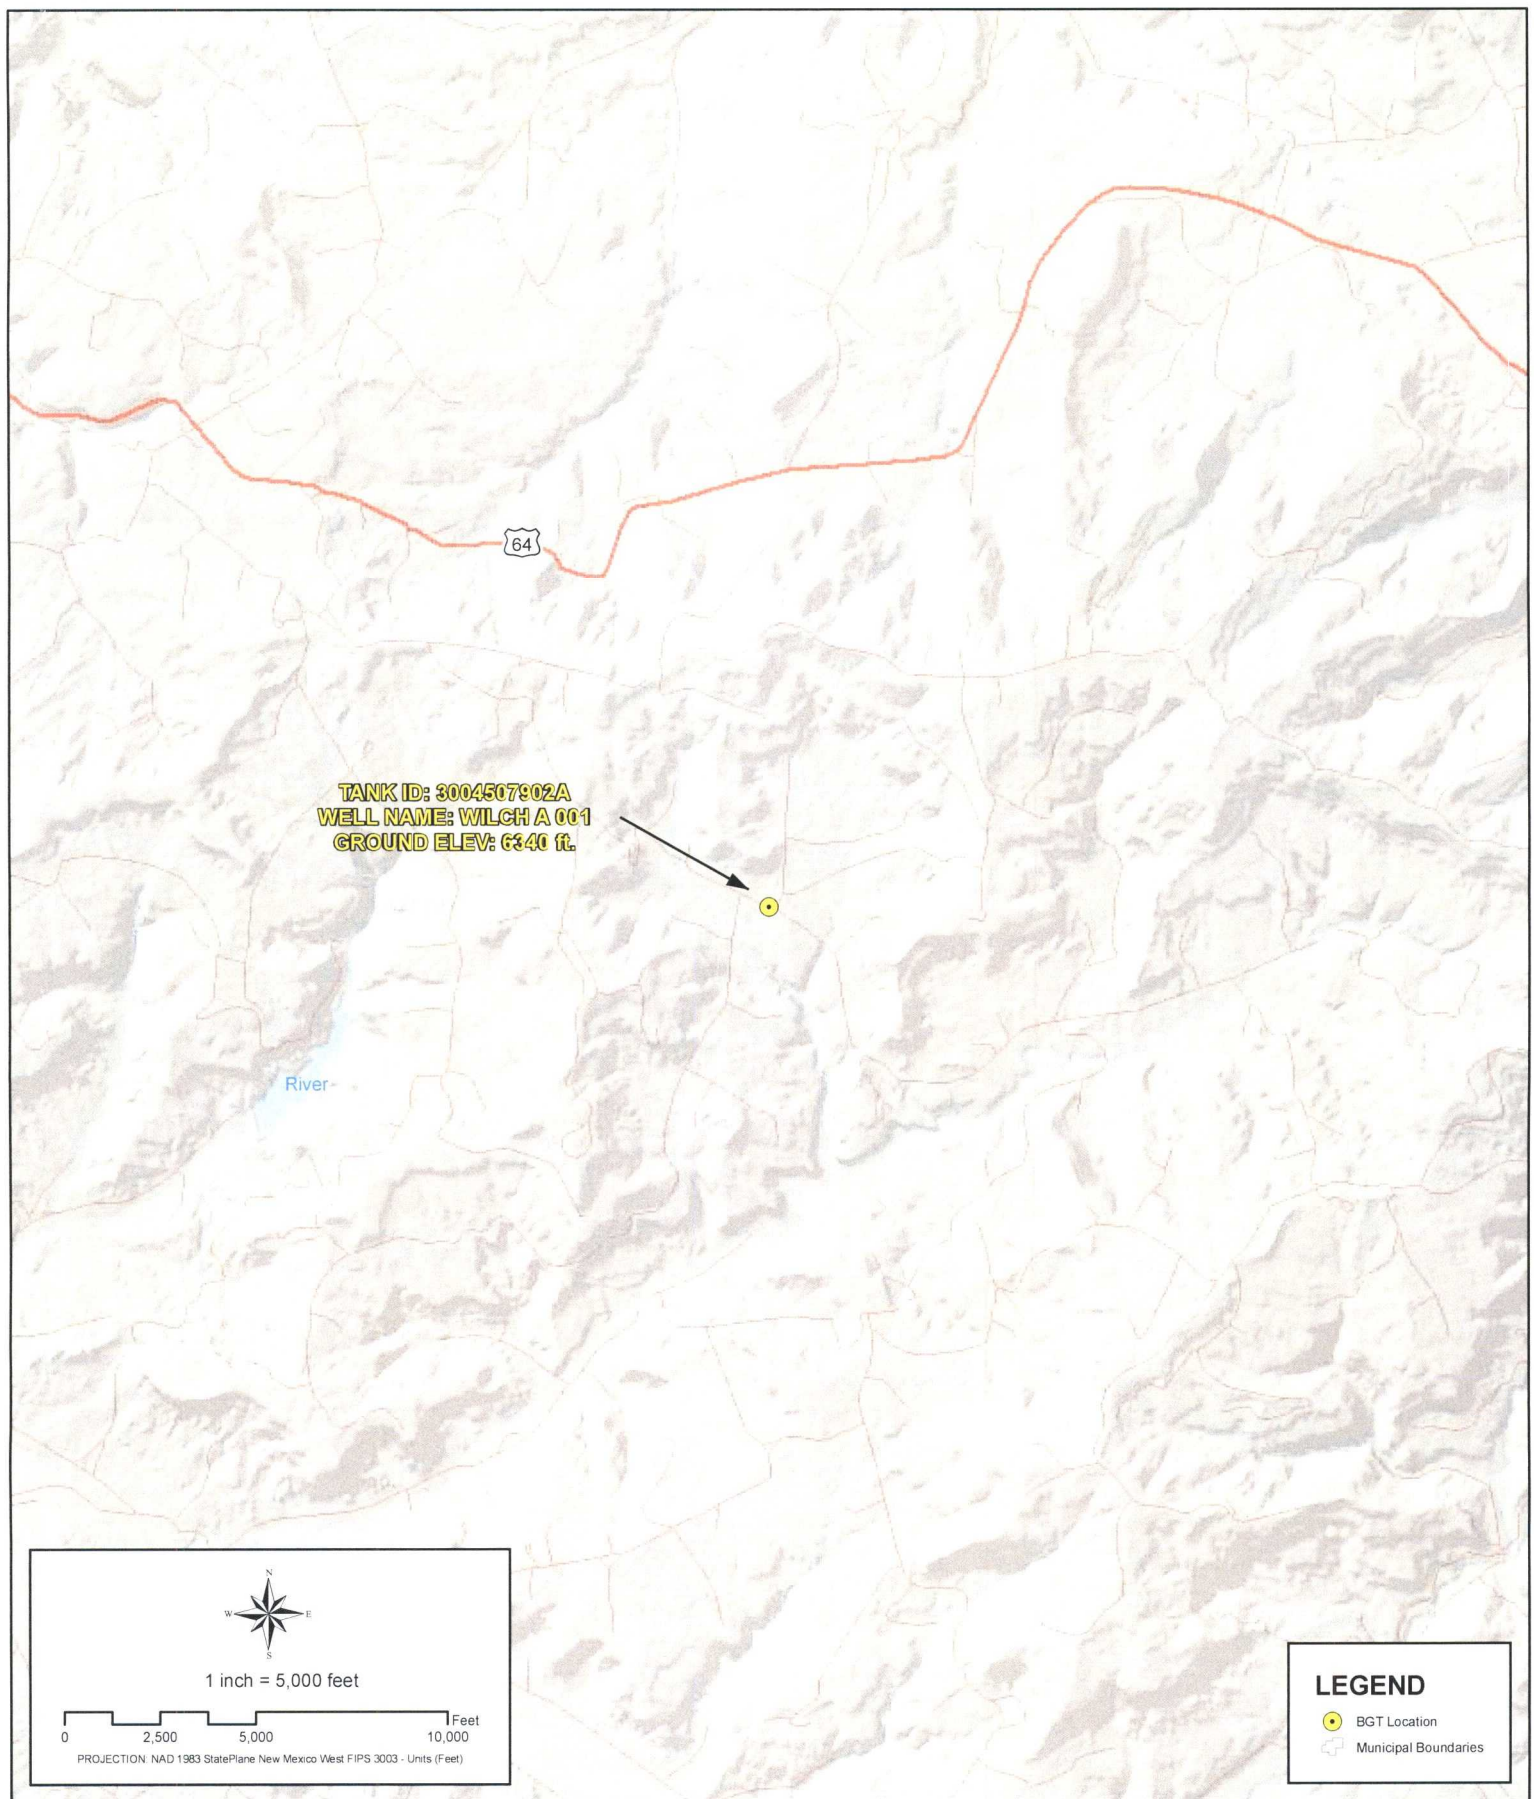 64
TANK ID: 3004507902A
WELL NAME: WILCH A 001
GROUND ELEV: 6340 ft.
River
N
W E
S
1 inch = 5,000 feet
Feet
0 2,500 5,000 10,000
PROJECTION: NAD 1983 StatePlane New Mexico West FIPS 3003 - Units (Feet)
LEGEND
BGT Location
Municipal Boundaries